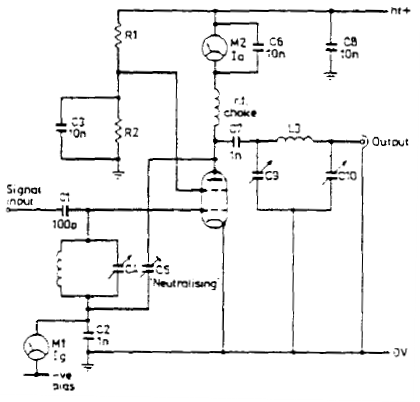 ht+
R1
M2
Ia
C6
10n
C8
10n
r.f.
choke
C3
10n
R2
C7
1n
L3
Output
C9
C10
Signal
input
C1
100p
C4
C5
Neutralising
M1
Eg
C2
1n
-ve
bias
0V